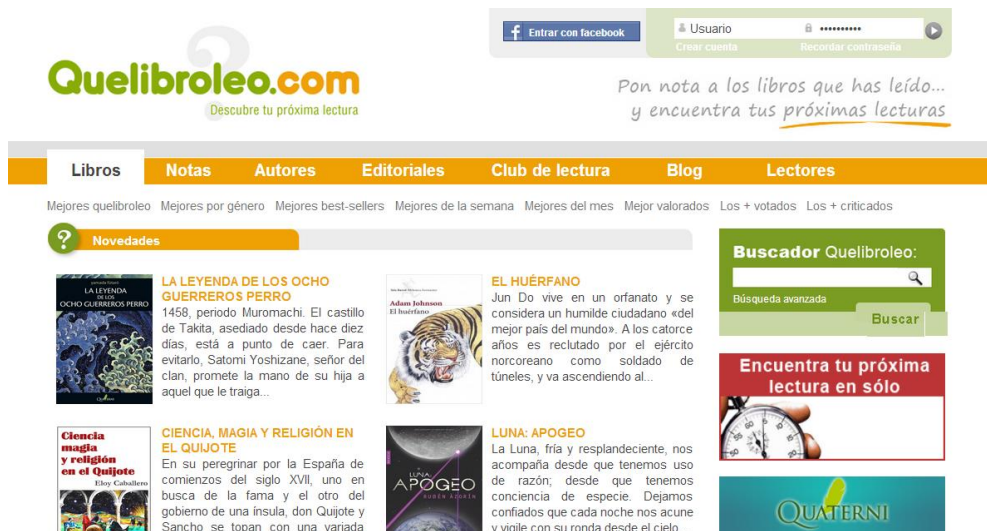 Entrar con facebook
Usuario
••••••••••
Crear cuenta
Recordar contraseña
?
Quelibroleo.com
Descubre tu próxima lectura
Pon nota a los libros que has leído...
y encuentra tus próximas lecturas
Libros Notas Autores Editoriales Club de lectura Blog Lectores
Mejores quelibroleo Mejores por género Mejores best-sellers Mejores de la semana Mejores del mes Mejor valorados Los + votados Los + criticados
? Novedades
LA LEYENDA
DE LOS
OCHO GUERREROS PERRO
Quaterni
LA LEYENDA DE LOS OCHO
GUERREROS PERRO
1458, periodo Muromachi. El castillo
de Takita, asediado desde hace diez
días, está a punto de caer. Para
evitarlo, Satomi Yoshizane, señor del
clan, promete la mano de su hija a
aquel que le traiga...
Adam Johnson
El huérfano
EL HUÉRFANO
Jun Do vive en un orfanato y se
considera un humilde ciudadano «del
mejor país del mundo». A los catorce
años es reclutado por el ejército
norcoreano como soldado de
túneles, y va ascendiendo al...
Ciencia
magia
y religión
en el Quijote
Eloy Caballero
CIENCIA, MAGIA Y RELIGIÓN EN
EL QUIJOTE
En su peregrinar por la España de
comienzos del siglo XVII, uno en
busca de la fama y el otro del
gobierno de una ínsula, don Quijote y
Sancho se topan con una variada
LUNA:
APOGEO
RUBÉN AZORÍN
LUNA: APOGEO
La Luna, fría y resplandeciente, nos
acompaña desde que tenemos uso
de razón; desde que tenemos
conciencia de especie. Dejamos
confiados que cada noche nos acune
y vigile con su ronda desde el cielo...
Buscador Quelibroleo:
Búsqueda avanzada
Buscar
Encuentra tu próxima
lectura en sólo
QUATERNI